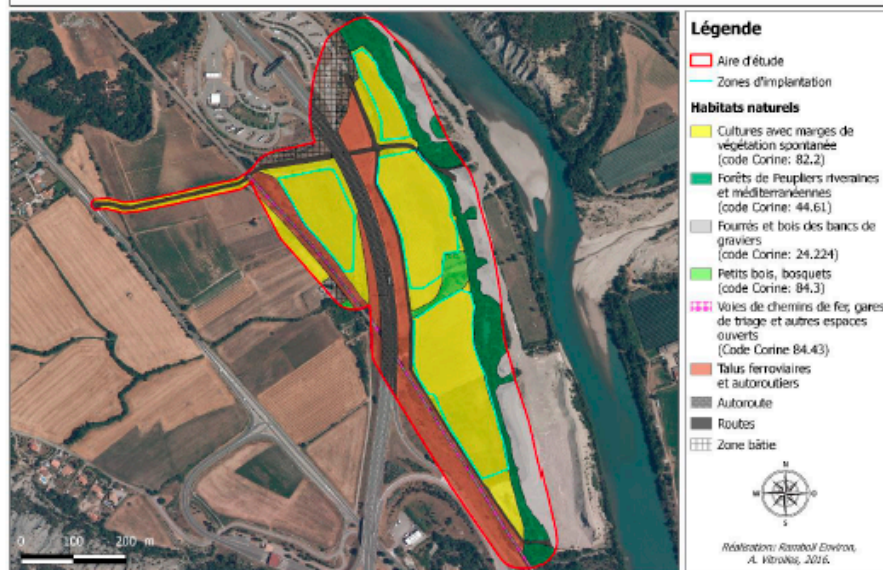 Légende
Aire d'étude
Zones d'implantation
Habitats naturels
Cultures avec marges de
végétation spontanée
(code Corine: 82.2)
Forêts de Peupliers riveraines
et méditerranéennes
(code Corine: 44.61)
Fourrés et bois des bancs de
graviers
(code Corine: 24.224)
Petits bois, bosquets
(code Corine: 84.3)
Voies de chemins de fer, gares
de triage et autres espaces
ouverts
(Code Corine 84.43)
Talus ferroviaires
et autoroutiers
Autoroute
Routes
Zone bâtie
N
W O
S
0 100 200 m
Réalisation: Ramboll Environ,
A. Vitrolles, 2016.